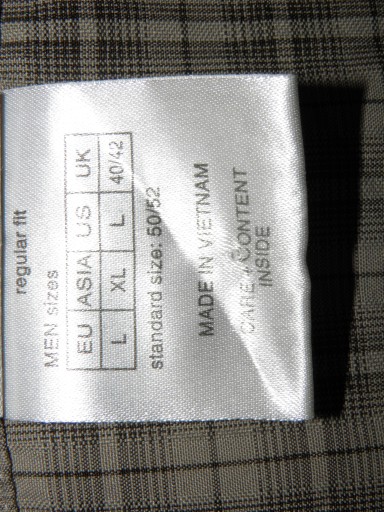 regular fit
MEN sizes
EU ASIA US UK
L XL L 40/42
standard size: 50/52
MADE IN VIETNAM
CARE + CONTENT
INSIDE